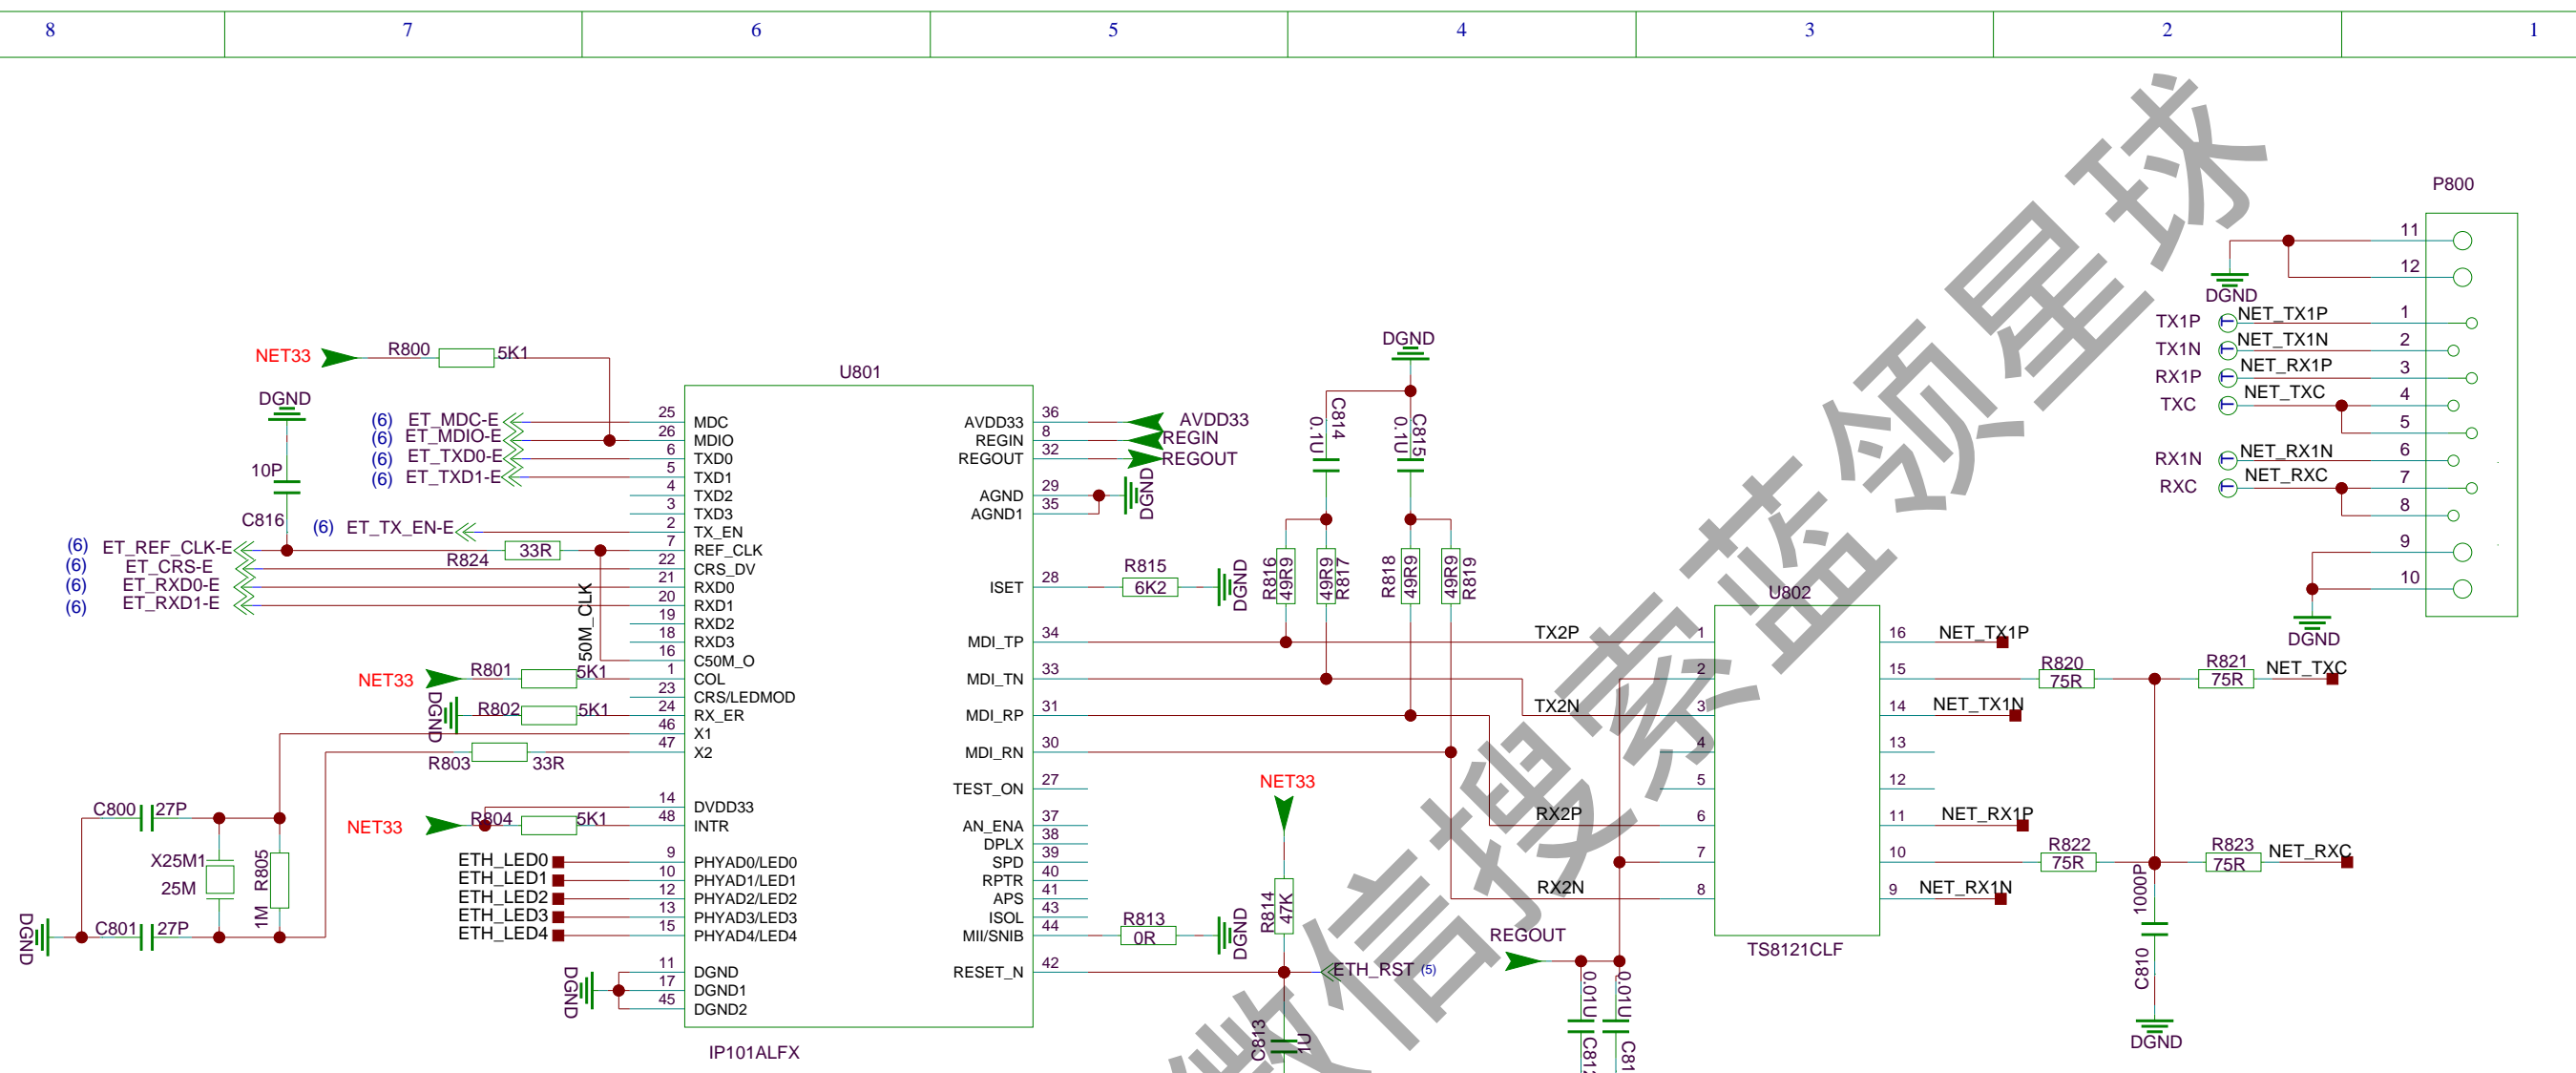 8 7 6 5 4 3 2 1
P800
11
12
DGND
TX1P NET_TX1P 1
TX1N NET_TX1N 2
RX1P NET_RX1P 3
TXC NET_TXC 4
5
RX1N NET_RX1N 6
RXC NET_RXC 7
8
9
10
DGND
NET33 R800 5K1
DGND
10P
C816
U801
(6) ET_MDC-E 25 MDC
(6) ET_MDIO-E 26 MDIO
(6) ET_TXD0-E 6 TXD0
(6) ET_TXD1-E 5 TXD1
4 TXD2
3 TXD3
(6) ET_TX_EN-E 2 TX_EN
(6) ET_REF_CLK-E R824 33R 7 REF_CLK
(6) ET_CRS-E 22 CRS_DV
(6) ET_RXD0-E 21 RXD0
(6) ET_RXD1-E 20 RXD1
19 RXD2
18 RXD3
50M_CLK 16 C50M_O
NET33 R801 5K1 1 COL
23 CRS/LEDMOD
DGND R802 5K1 24 RX_ER
46 X1
R803 33R 47 X2
14 DVDD33
NET33 R804 5K1 48 INTR
ETH_LED0 9 PHYAD0/LED0
ETH_LED1 10 PHYAD1/LED1
ETH_LED2 12 PHYAD2/LED2
ETH_LED3 13 PHYAD3/LED3
ETH_LED4 15 PHYAD4/LED4
DGND 11 DGND
17 DGND1
45 DGND2
IP101ALFX
C800 27P
X25M1
25M
R805 1M
C801 27P
DGND
AVDD33 36 AVDD33
REGIN 8 REGIN
REGOUT 32 REGOUT
AGND 29 DGND
AGND1 35
ISET 28 R815 6K2 DGND
MDI_TP 34
MDI_TN 33
MDI_RP 31
MDI_RN 30
TEST_ON 27
AN_ENA 37
DPLX 38
SPD 39
RPTR 40
APS 41
ISOL 43
MII/SNIB 44 R813 0R DGND
RESET_N 42 ETH_RST (5)
DGND
C814 0.1U
C815 0.1U
R816 49R9
R817 49R9
R818 49R9
R819 49R9
NET33
R814 47K
C813 1U
U802
TX2P 1 16 NET_TX1P
2 15 R820 75R R821 75R NET_TXC
TX2N 3 14 NET_TX1N
4 13
5 12
RX2P 6 11 NET_RX1P
7 10 R822 75R R823 75R NET_RXC
RX2N 8 9 NET_RX1N
TS8121CLF
REGOUT
0.01U
0.01U
1000P
C810
DGND
微信搜索蓝领星球